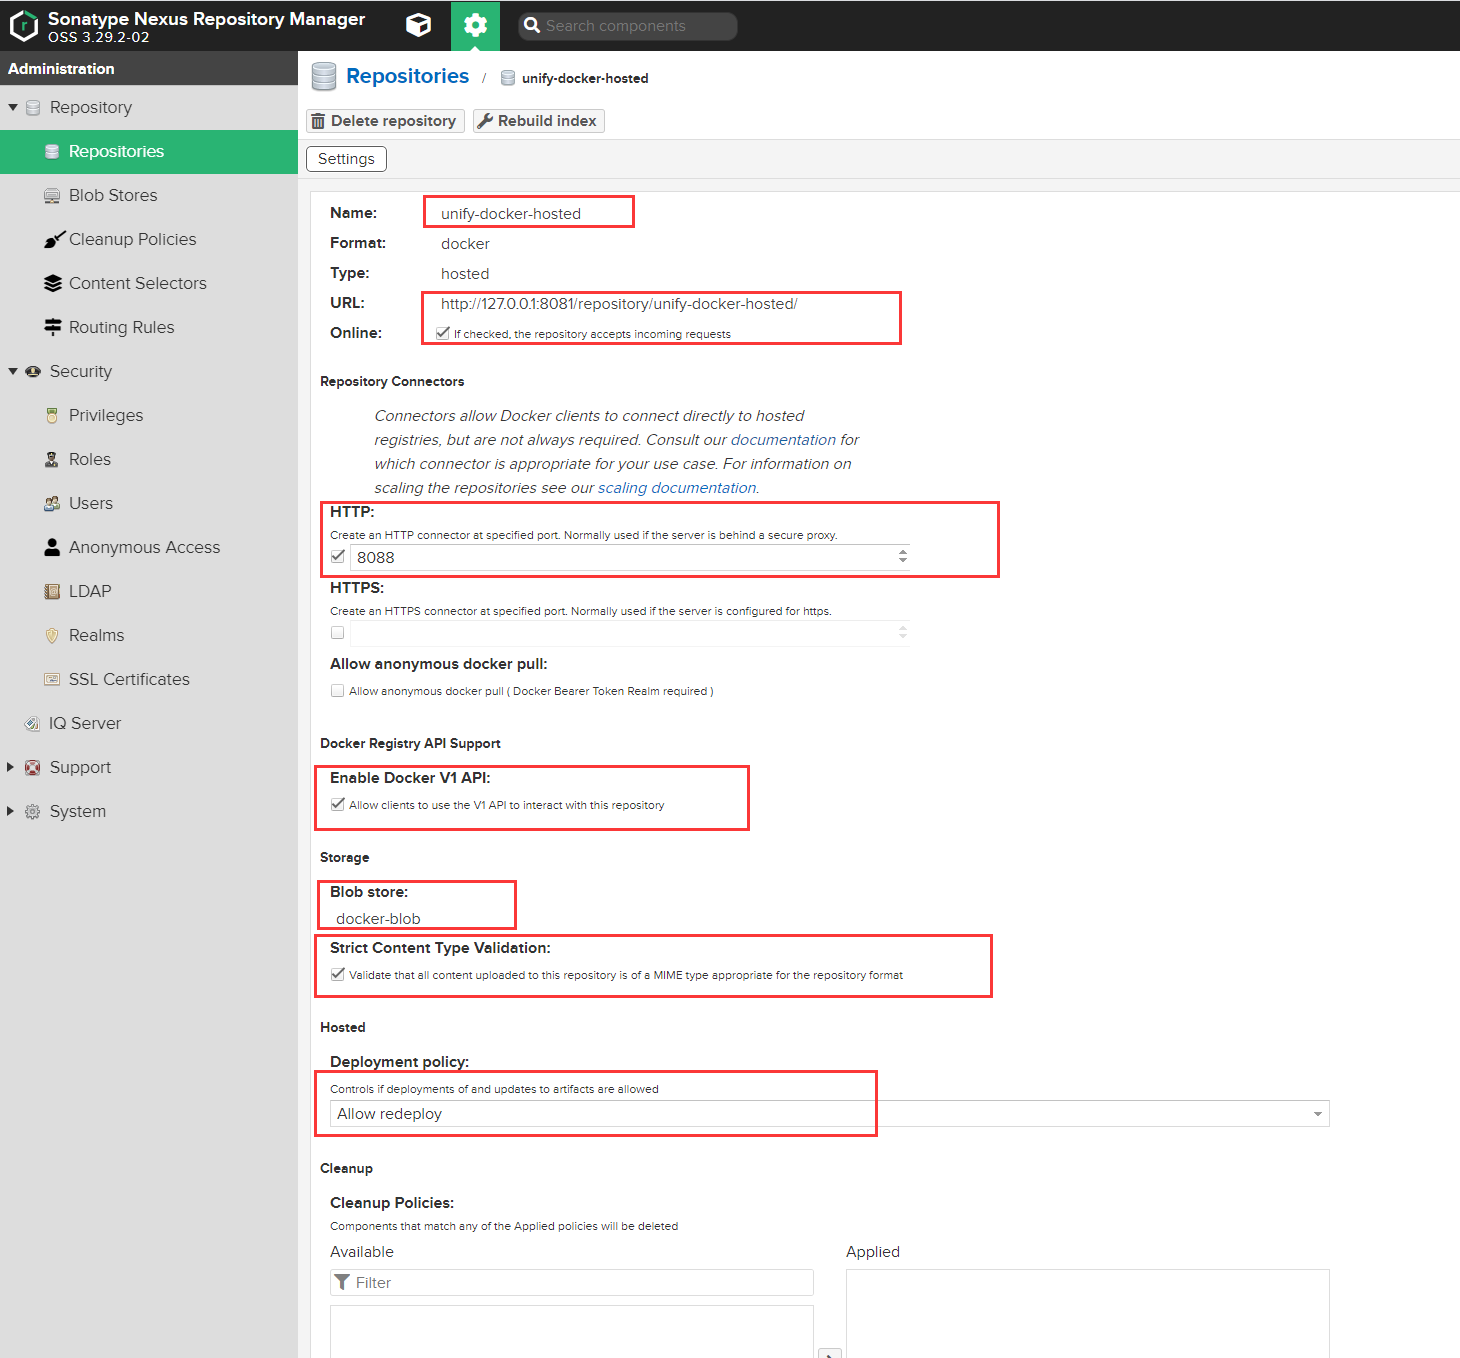 Sonatype Nexus Repository Manager
OSS 3.29.2-02
Search components
Administration
Repository
Repositories
Blob Stores
Cleanup Policies
Content Selectors
Routing Rules
Security
Privileges
Roles
Users
Anonymous Access
LDAP
Realms
SSL Certificates
IQ Server
Support
System
Repositories / unify-docker-hosted
Delete repository Rebuild index
Settings
Name: unify-docker-hosted
Format: docker
Type: hosted
URL: http://127.0.0.1:8081/repository/unify-docker-hosted/
Online: If checked, the repository accepts incoming requests
Repository Connectors
Connectors allow Docker clients to connect directly to hosted
registries, but are not always required. Consult our documentation for
which connector is appropriate for your use case. For information on
scaling the repositories see our scaling documentation.
HTTP:
Create an HTTP connector at specified port. Normally used if the server is behind a secure proxy.
8088
HTTPS:
Create an HTTPS connector at specified port. Normally used if the server is configured for https.
Allow anonymous docker pull:
Allow anonymous docker pull ( Docker Bearer Token Realm required )
Docker Registry API Support
Enable Docker V1 API:
Allow clients to use the V1 API to interact with this repository
Storage
Blob store:
docker-blob
Strict Content Type Validation:
Validate that all content uploaded to this repository is of a MIME type appropriate for the repository format
Hosted
Deployment policy:
Controls if deployments of and updates to artifacts are allowed
Allow redeploy
Cleanup
Cleanup Policies:
Components that match any of the Applied policies will be deleted
Available Applied
Filter